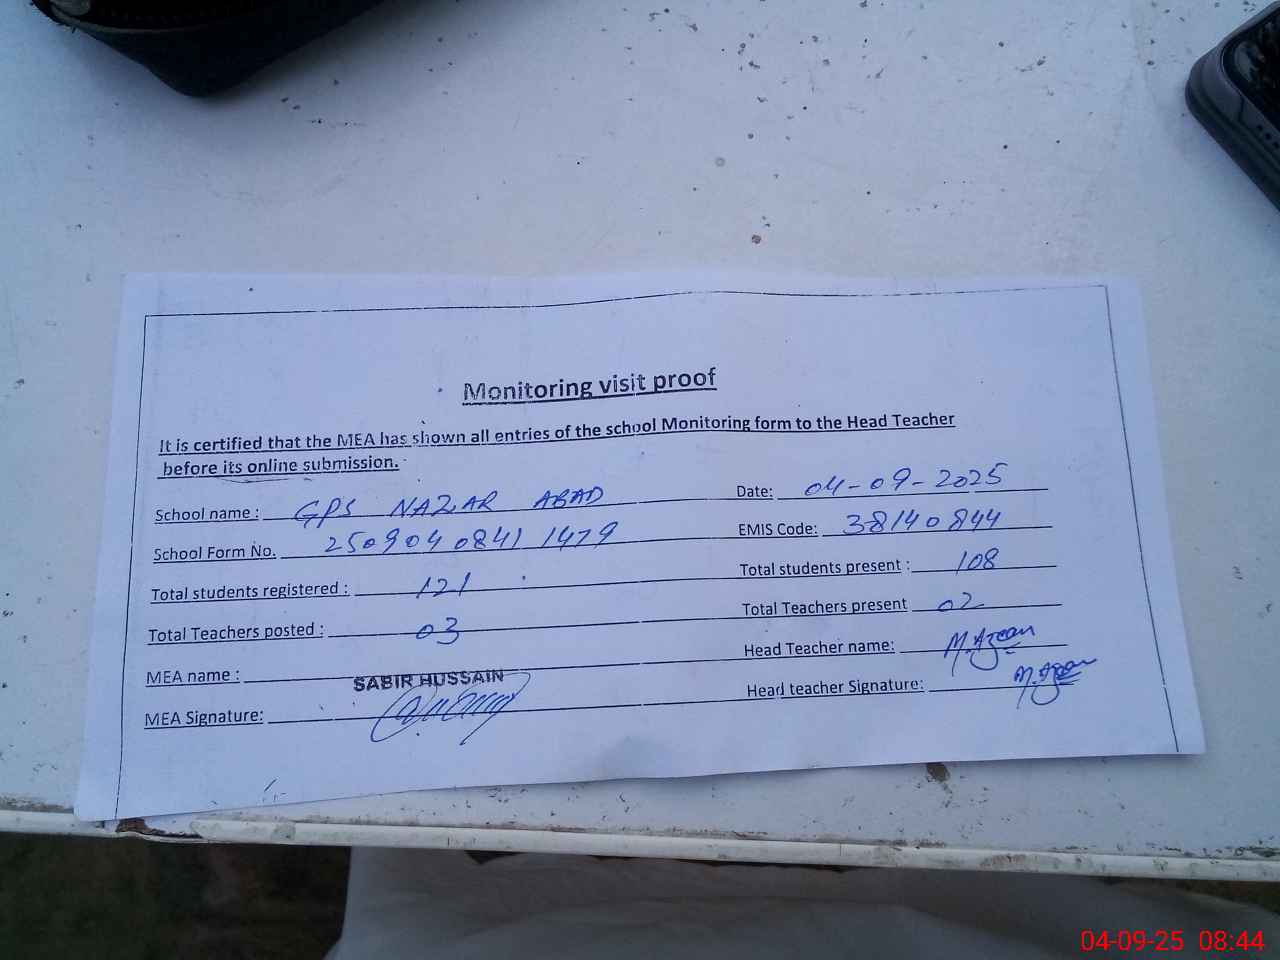 Monitoring visit proof
It is certified that the MEA has shown all entries of the school Monitoring form to the Head Teacher
before its online submission.
School name : GPS NAZAR ABAD Date: 04-09-2025
School Form No. 2509040841 1479 EMIS Code: 38140844
Total students registered : 121 Total students present : 108
Total Teachers posted : 03 Total Teachers present 02
MEA name : SABIR HUSSAIN Head Teacher name: M.
MEA Signature: Head teacher Signature: M.
04-09-25 08:44